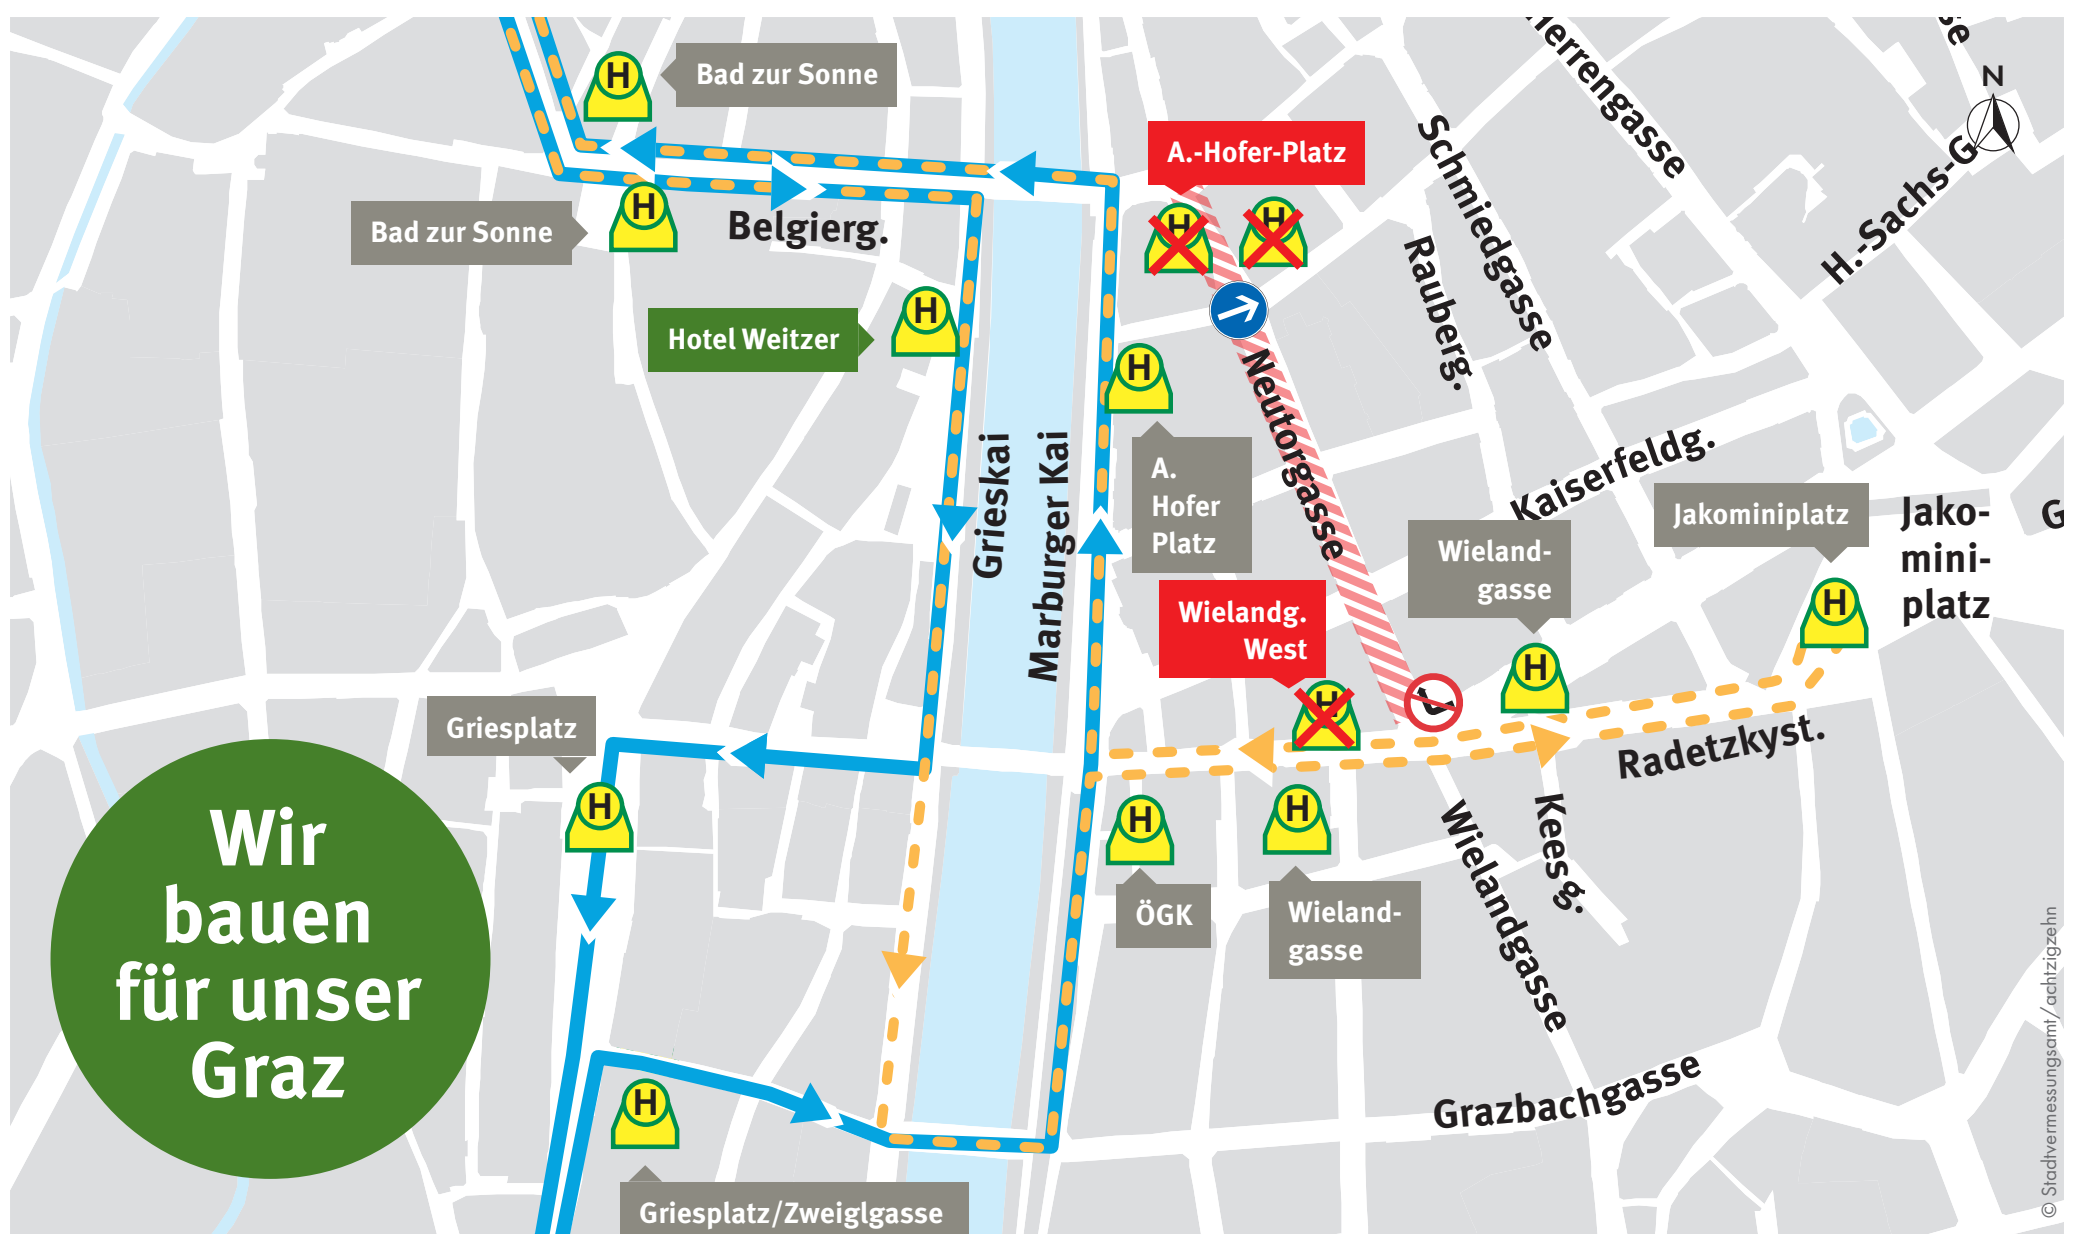 Bad zur Sonne
H
A.-Hofer-Platz
Herrengasse
N
Schmiedgasse
H.-Sachs-G
Bad zur Sonne
H
Belgierg.
H
H
Rauberg.
Hotel Weitzer
H
H
Neutorgasse
A.
Hofer
Platz
Grieskai
Marburger Kai
Kaiserfeldg.
Jakominiplatz
H
Jako-
mini-
platz
G
Wieland-
gasse
H
Wielandg.
West
H
Radetzkyst.
Griesplatz
H
H
ÖGK
H
Wieland-
gasse
Wielandgasse
Keesg.
Wir
bauen
für unser
Graz
H
Griesplatz/Zweiglgasse
Grazbachgasse
© Stadtvermessungsamt/achtzigzehn